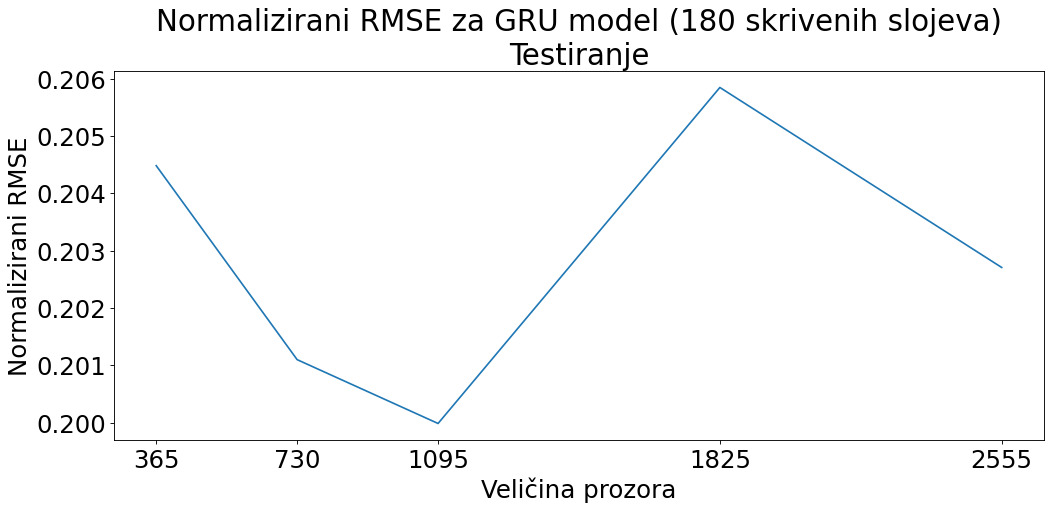 Normalizirani RMSE za GRU model (180 skrivenih slojeva)
Testiranje
Normalizirani RMSE
0.206
0.205
0.204
0.203
0.202
0.201
0.200
365 730 1095 1825 2555
Veličina prozora